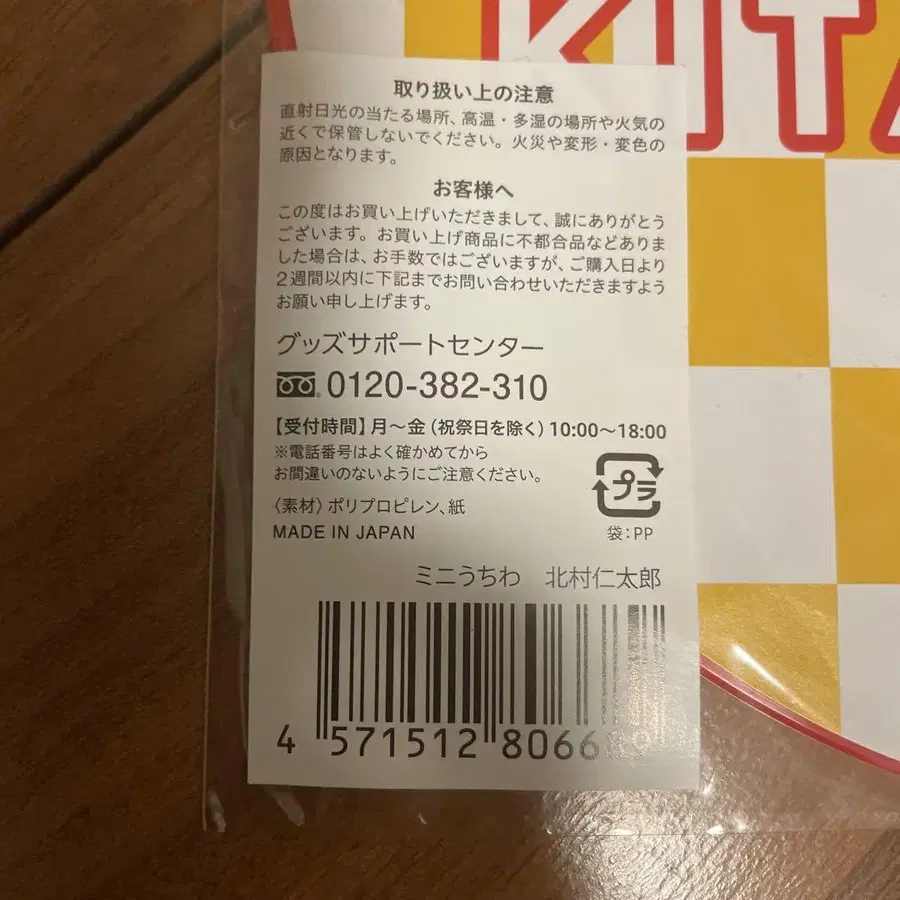 KITA
取り扱い上の注意
直射日光の当たる場所、高温・多湿の場所や火気の
近くで保管しないでください。火災や変形・変色の
原因となります。
お客様へ
この度はお買い上げいただきまして、誠にありがとう
ございます。お買い上げ商品に不都合品などありま
した場合は、お手数ではございますが、ご購入日より
2週間以内に下記までお問い合わせいただきますよう
お願い申し上げます。
グッズサポートセンター
0120-382-310
【受付時間】月～金（祝祭日を除く）10:00～18:00
※電話番号はよく確かめてから
お間違いのないようにご注意ください。
〈素材〉ポリプロピレン、紙
MADE IN JAPAN
プラ
袋：PP
ミニうちわ 北村仁太郎
4 571512 8066